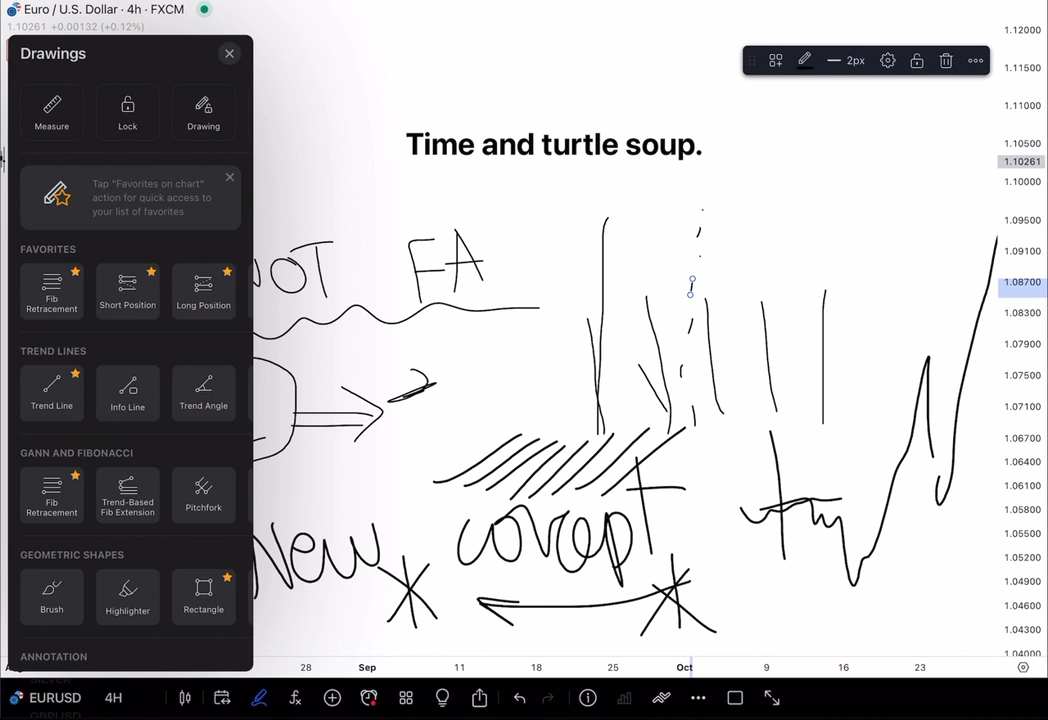 Euro / U.S. Dollar · 4h · FXCM
1.10261 +0.00132 (+0.12%)
Drawings
Measure
Lock
Drawing
Tap "Favorites on chart"
action for quick access to
your list of favorites
FAVORITES
Fib
Retracement
Short Position
Long Position
TREND LINES
Trend Line
Info Line
Trend Angle
GANN AND FIBONACCI
Fib
Retracement
Trend-Based
Fib Extension
Pitchfork
GEOMETRIC SHAPES
Brush
Highlighter
Rectangle
ANNOTATION
2px
Time and turtle soup.
NOT FA
New
1.12000
1.11500
1.11000
1.10500
1.10261
1.10000
1.09500
1.09100
1.08700
1.08300
1.07900
1.07500
1.07100
1.06700
1.06400
1.06100
1.05800
1.05500
1.05200
1.04900
1.04600
1.04300
1.04000
28 Sep 11 18 25 Oct 9 16 23
EURUSD 4H